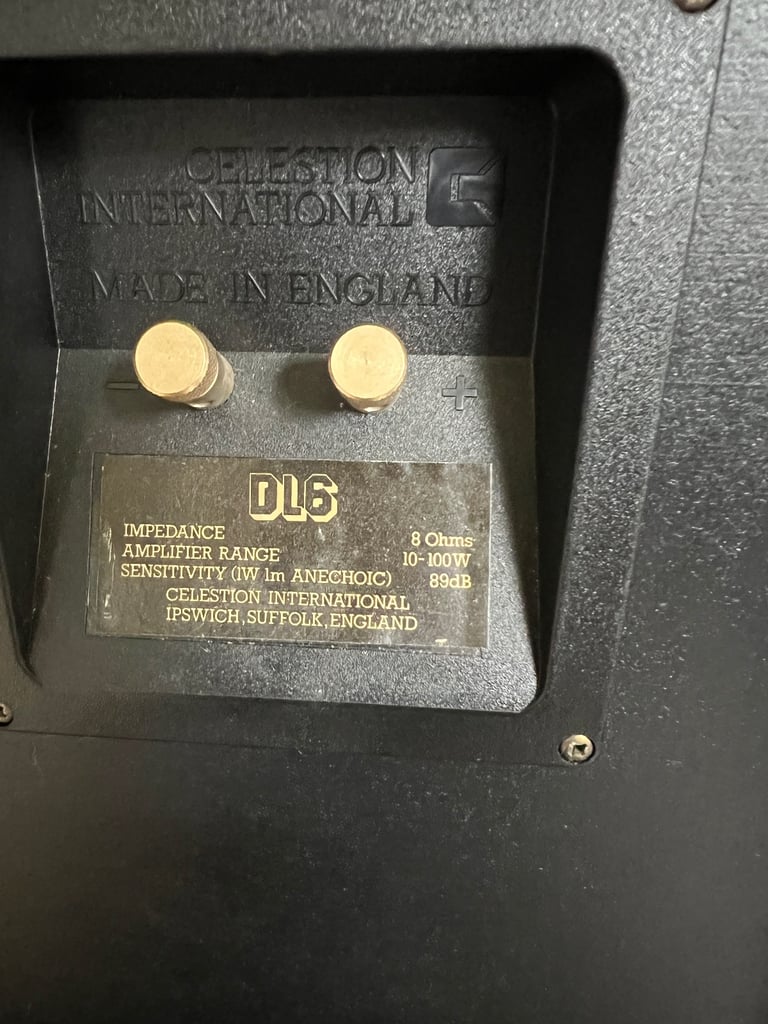 CELESTION
INTERNATIONAL
MADE IN ENGLAND
− +
DL6
IMPEDANCE 8 Ohms
AMPLIFIER RANGE 10-100W
SENSITIVITY (1W 1m ANECHOIC) 89dB
CELESTION INTERNATIONAL
IPSWICH, SUFFOLK, ENGLAND